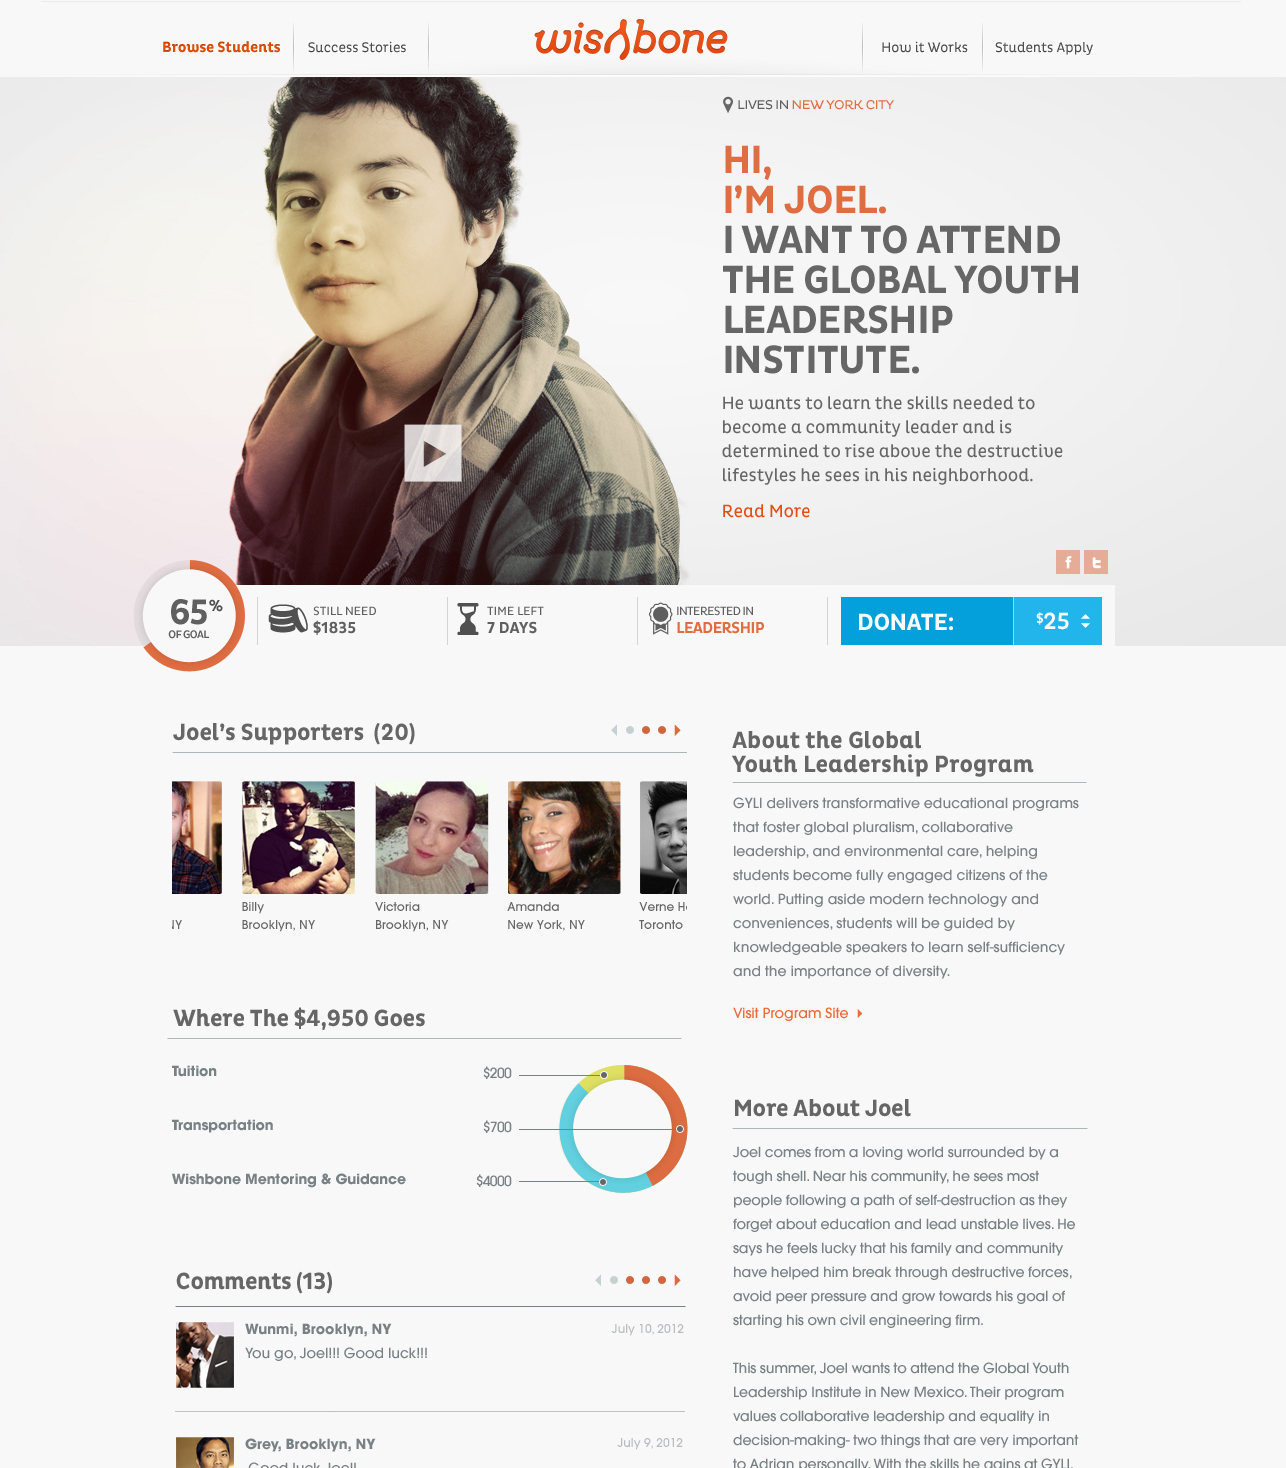 Browse Students
Success Stories
wishbone
How it Works
Students Apply
LIVES IN NEW YORK CITY
HI,
I'M JOEL.
I WANT TO ATTEND
THE GLOBAL YOUTH
LEADERSHIP
INSTITUTE.
He wants to learn the skills needed to
become a community leader and is
determined to rise above the destructive
lifestyles he sees in his neighborhood.
Read More
65%
OF GOAL
STILL NEED
$1835
TIME LEFT
7 DAYS
INTERESTED IN
LEADERSHIP
DONATE:
$25
Joel's Supporters (20)
NY
Billy
Brooklyn, NY
Victoria
Brooklyn, NY
Amanda
New York, NY
Verne
Toronto
Where The $4,950 Goes
Tuition
$200
Transportation
$700
Wishbone Mentoring & Guidance
$4000
Comments (13)
Wunmi, Brooklyn, NY
July 10, 2012
You go, Joel!!! Good luck!!!
Grey, Brooklyn, NY
July 9, 2012
Good luck Joel!
About the Global
Youth Leadership Program
GYLI delivers transformative educational programs
that foster global pluralism, collaborative
leadership, and environmental care, helping
students become fully engaged citizens of the
world. Putting aside modern technology and
conveniences, students will be guided by
knowledgeable speakers to learn self-sufficiency
and the importance of diversity.
Visit Program Site
More About Joel
Joel comes from a loving world surrounded by a
tough shell. Near his community, he sees most
people following a path of self-destruction as they
forget about education and lead unstable lives. He
says he feels lucky that his family and community
have helped him break through destructive forces,
avoid peer pressure and grow towards his goal of
starting his own civil engineering firm.
This summer, Joel wants to attend the Global Youth
Leadership Institute in New Mexico. Their program
values collaborative leadership and equality in
decision-making- two things that are very important
to Adrian personally. With the skills he gains at GYLI,